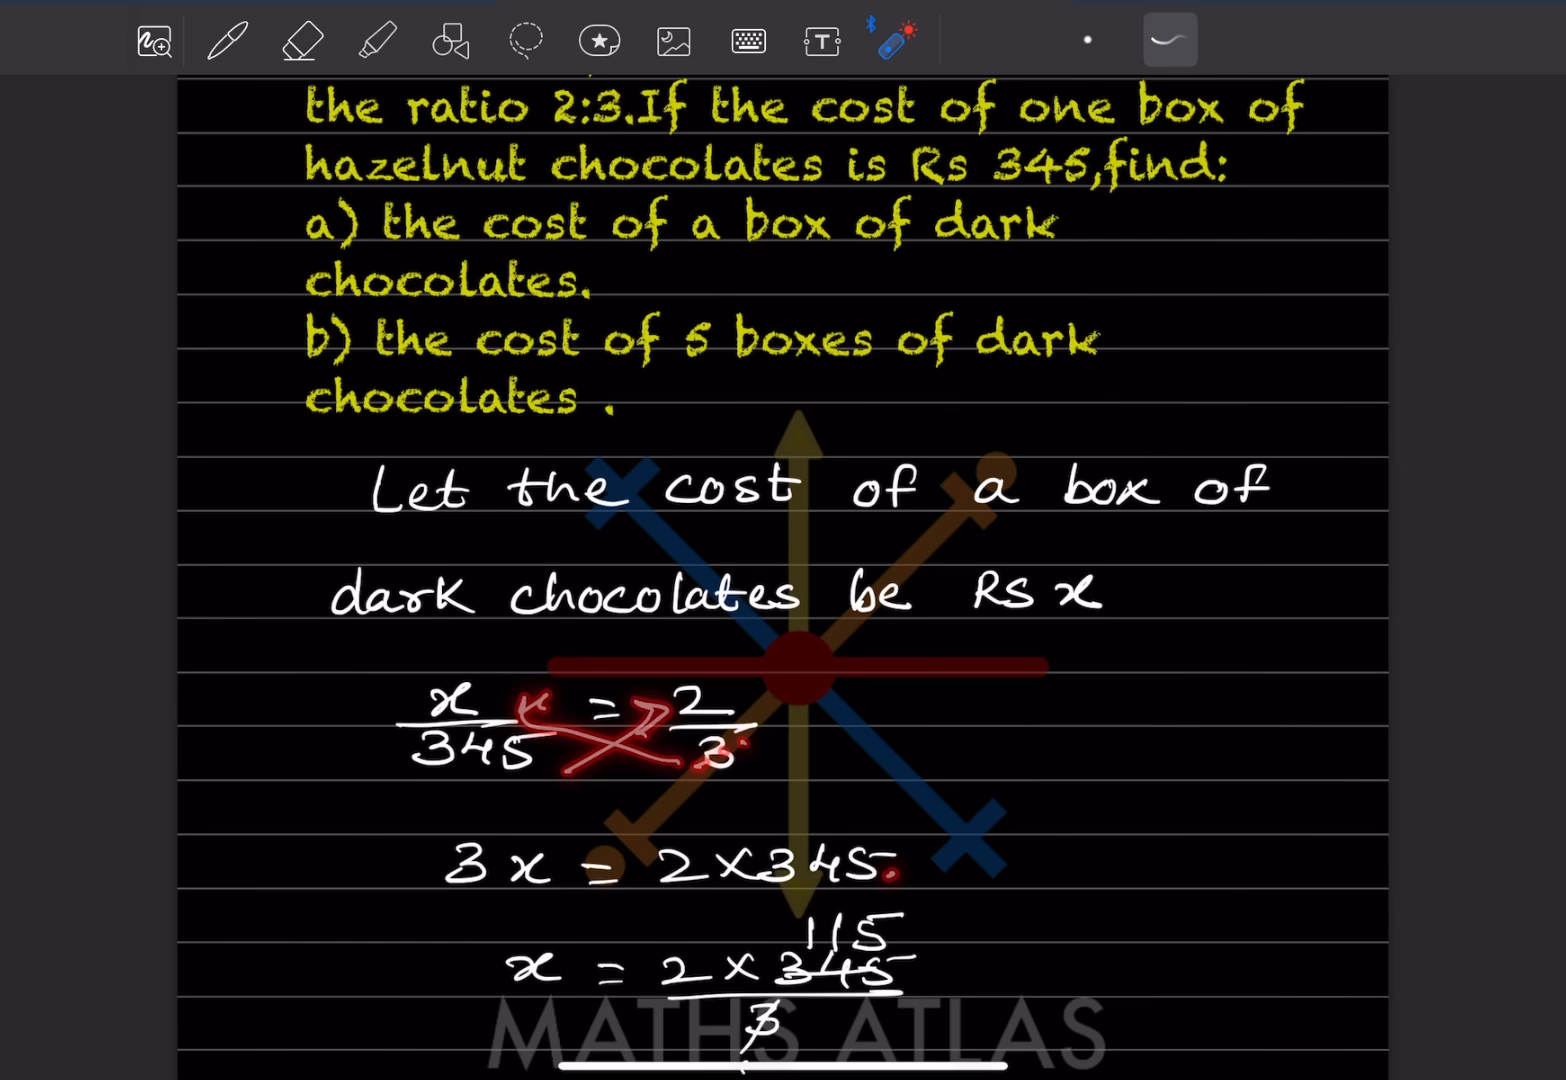 the ratio 2:3.If the cost of one box of
hazelnut chocolates is Rs 345,find:
a) the cost of a box of dark
chocolates.
b) the cost of 5 boxes of dark
chocolates .
Let the cost of a box of
dark chocolates be Rs x
x/345 = 2/3
3x = 2×345
115
x = 2×345/3
MATHS ATLAS